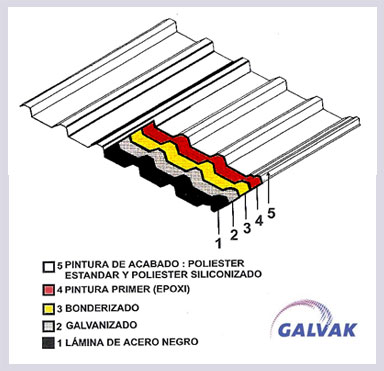 1 2 3 4 5
5 PINTURA DE ACABADO : POLIESTER
ESTANDAR Y POLIESTER SILICONIZADO
4 PINTURA PRIMER (EPOXI)
3 BONDERIZADO
2 GALVANIZADO
1 LÁMINA DE ACERO NEGRO
GALVAK